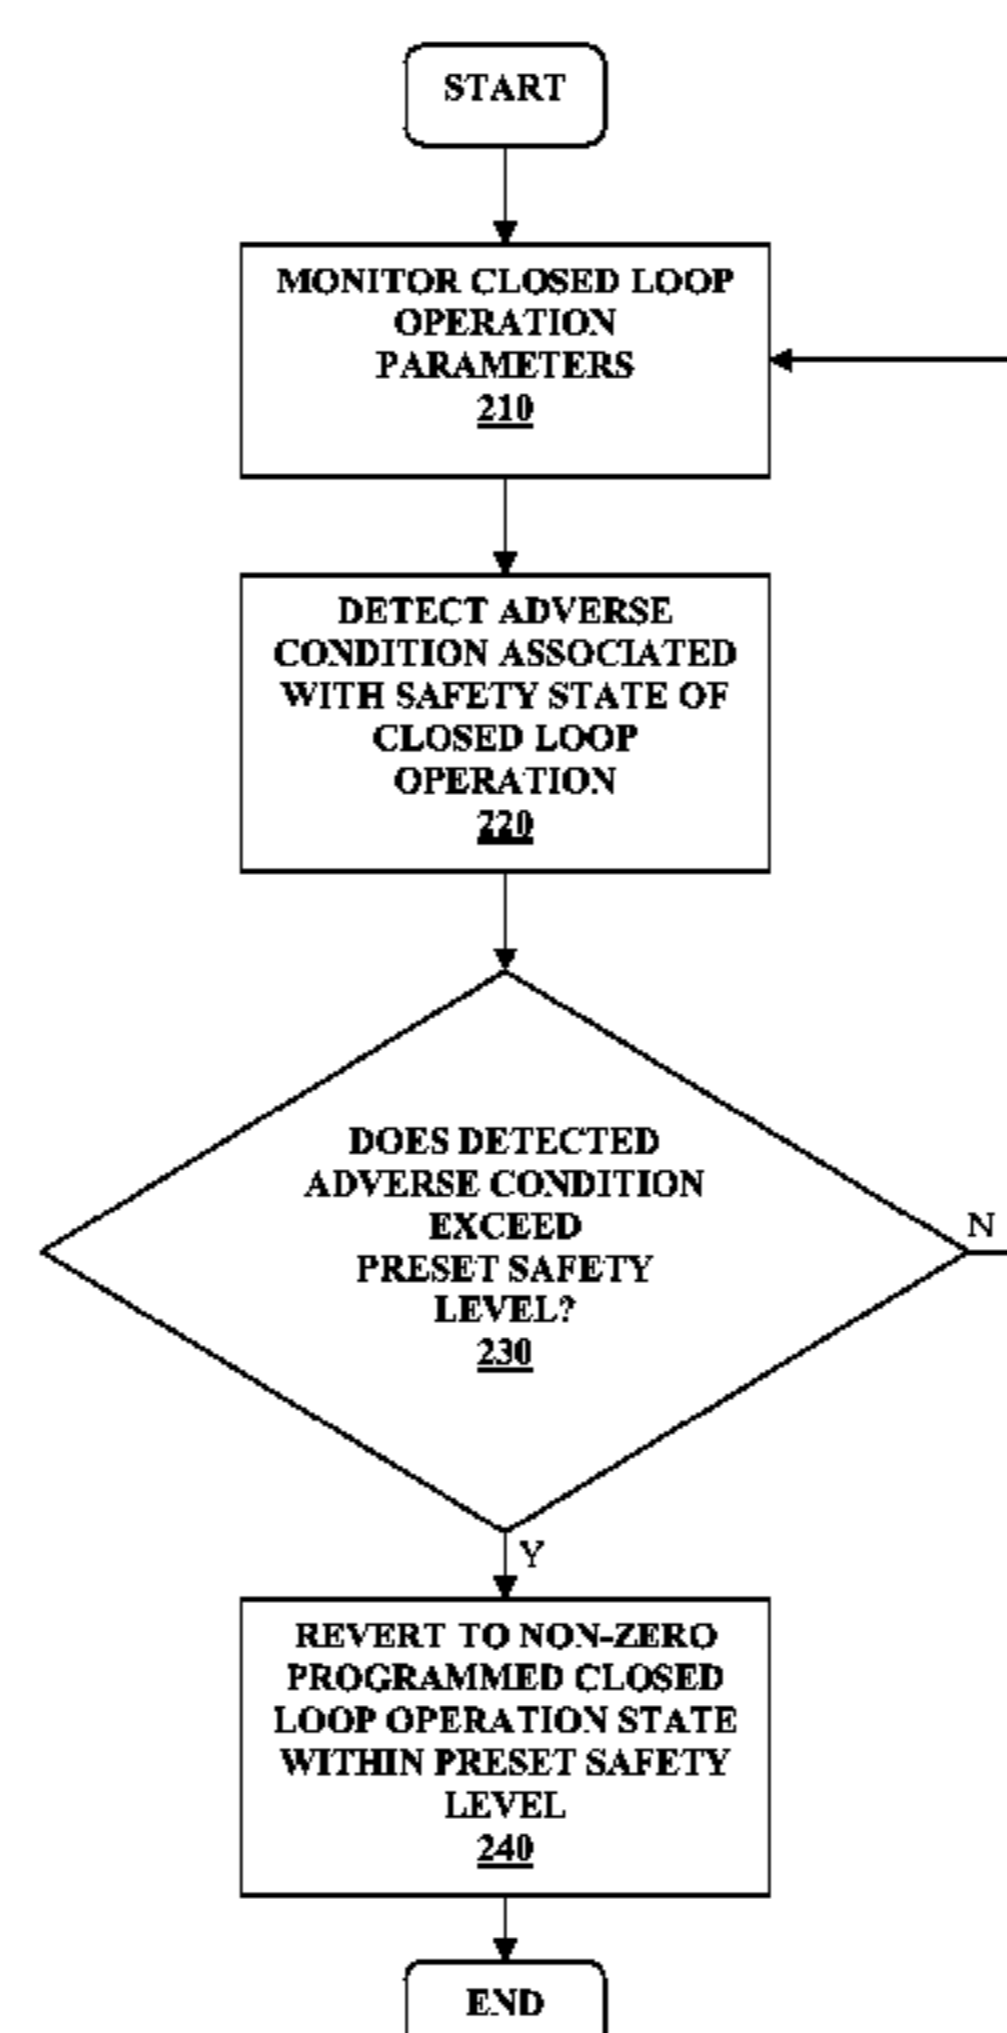 START
MONITOR CLOSED LOOP
OPERATION
PARAMETERS
210
DETECT ADVERSE
CONDITION ASSOCIATED
WITH SAFETY STATE OF
CLOSED LOOP
OPERATION
220
DOES DETECTED
ADVERSE CONDITION
EXCEED
PRESET SAFETY
LEVEL?
230
N
Y
REVERT TO NON-ZERO
PROGRAMMED CLOSED
LOOP OPERATION STATE
WITHIN PRESET SAFETY
LEVEL
240
END